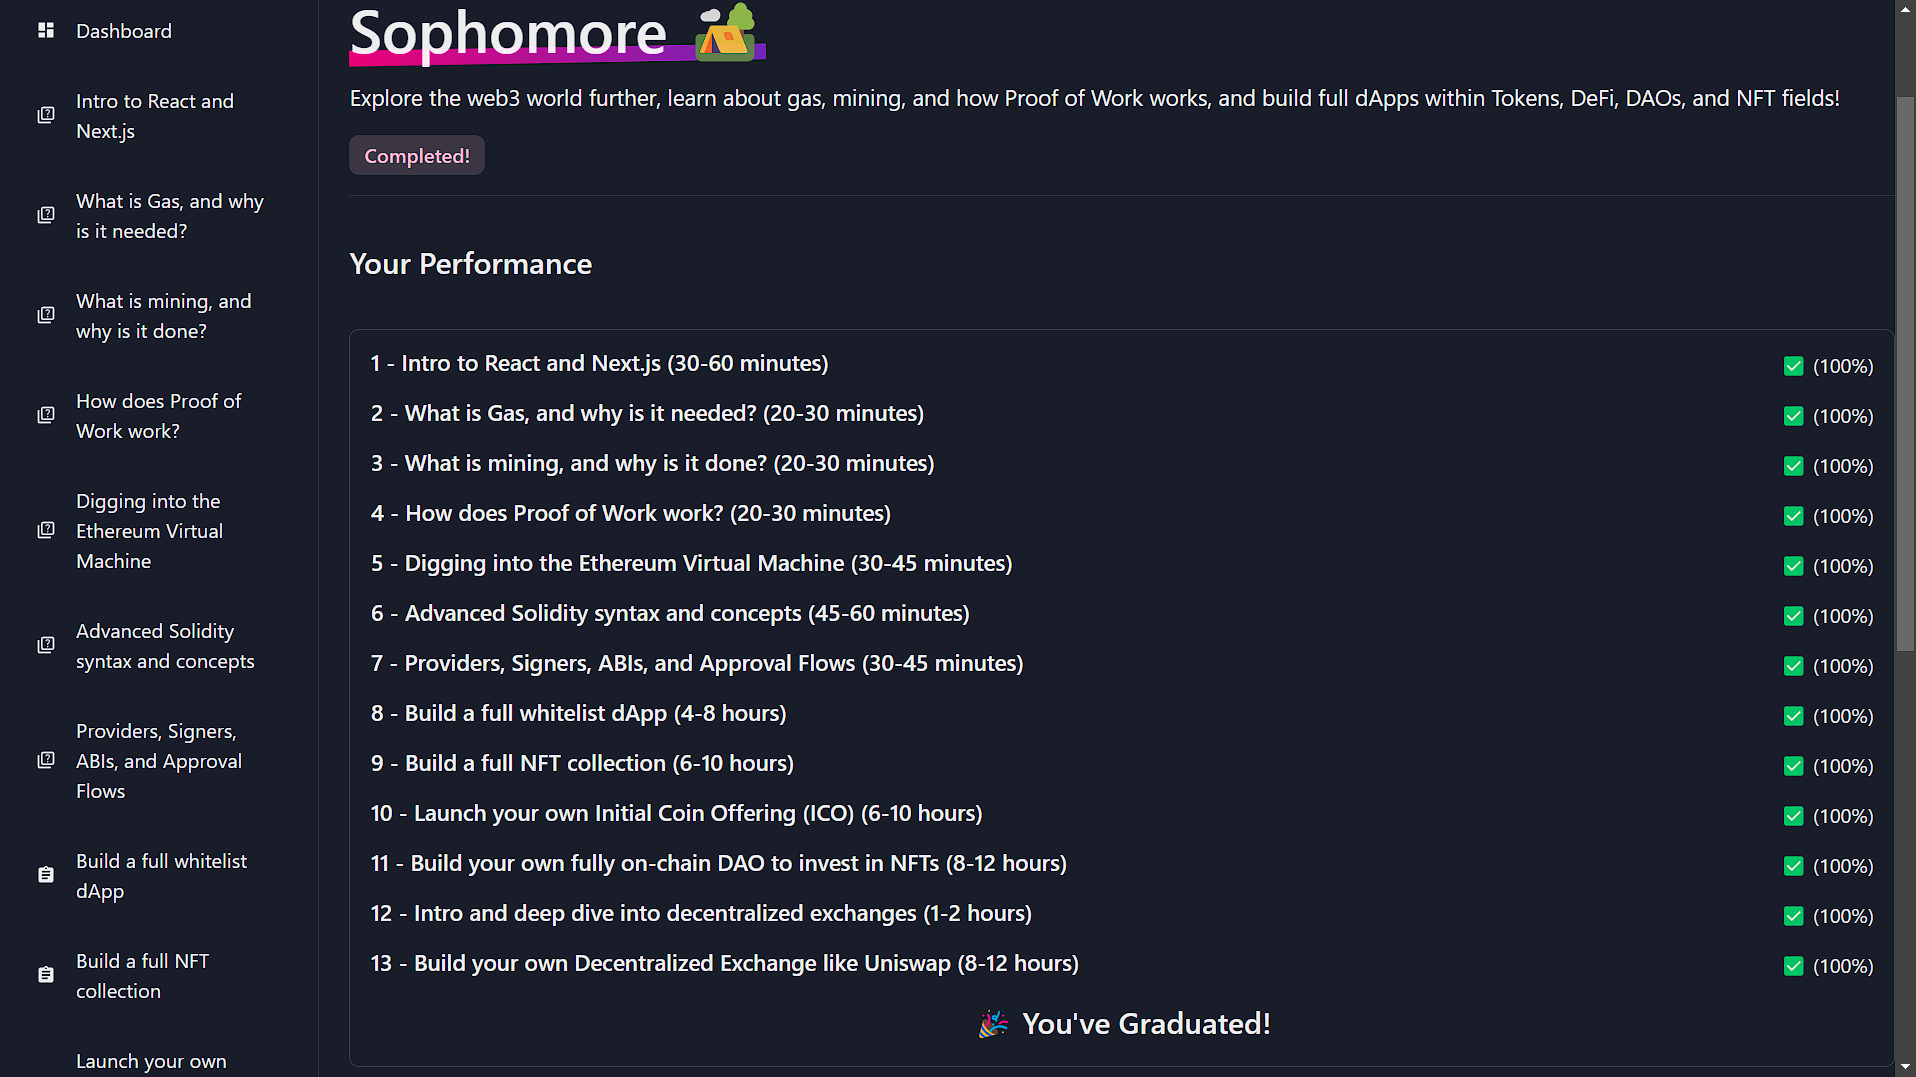 Dashboard
Intro to React and
Next.js
What is Gas, and why
is it needed?
What is mining, and
why is it done?
How does Proof of
Work work?
Digging into the
Ethereum Virtual
Machine
Advanced Solidity
syntax and concepts
Providers, Signers,
ABIs, and Approval
Flows
Build a full whitelist
dApp
Build a full NFT
collection
Launch your own
Sophomore
Explore the web3 world further, learn about gas, mining, and how Proof of Work works, and build full dApps within Tokens, DeFi, DAOs, and NFT fields!
Completed!
Your Performance
1 - Intro to React and Next.js (30-60 minutes) (100%)
2 - What is Gas, and why is it needed? (20-30 minutes) (100%)
3 - What is mining, and why is it done? (20-30 minutes) (100%)
4 - How does Proof of Work work? (20-30 minutes) (100%)
5 - Digging into the Ethereum Virtual Machine (30-45 minutes) (100%)
6 - Advanced Solidity syntax and concepts (45-60 minutes) (100%)
7 - Providers, Signers, ABIs, and Approval Flows (30-45 minutes) (100%)
8 - Build a full whitelist dApp (4-8 hours) (100%)
9 - Build a full NFT collection (6-10 hours) (100%)
10 - Launch your own Initial Coin Offering (ICO) (6-10 hours) (100%)
11 - Build your own fully on-chain DAO to invest in NFTs (8-12 hours) (100%)
12 - Intro and deep dive into decentralized exchanges (1-2 hours) (100%)
13 - Build your own Decentralized Exchange like Uniswap (8-12 hours) (100%)
You've Graduated!